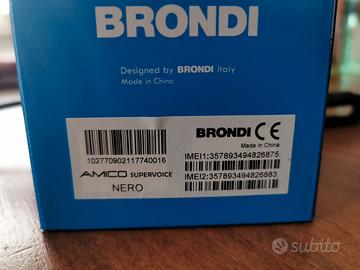 BRONDI
Designed by BRONDI Italy
Made in China
102770902117740016
AMICO SUPERVOICE
NERO
BRONDI CE
Made in China
IMEI1:357893494826875
IMEI2:357893494826883
subito